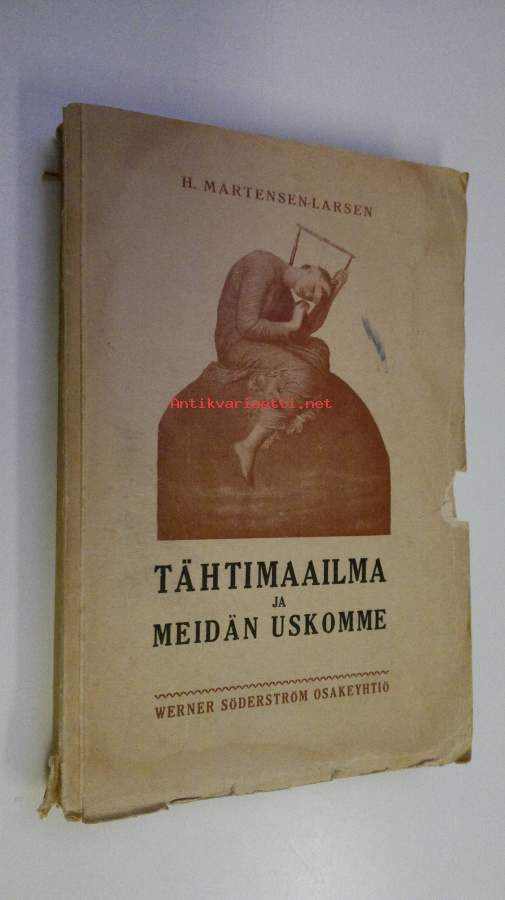 H. MARTENSEN-LARSEN
Antikvariaatti.net
TÄHTIMAAILMA
JA
MEIDÄN USKOMME
WERNER SÖDERSTRÖM OSAKEYHTIÖ